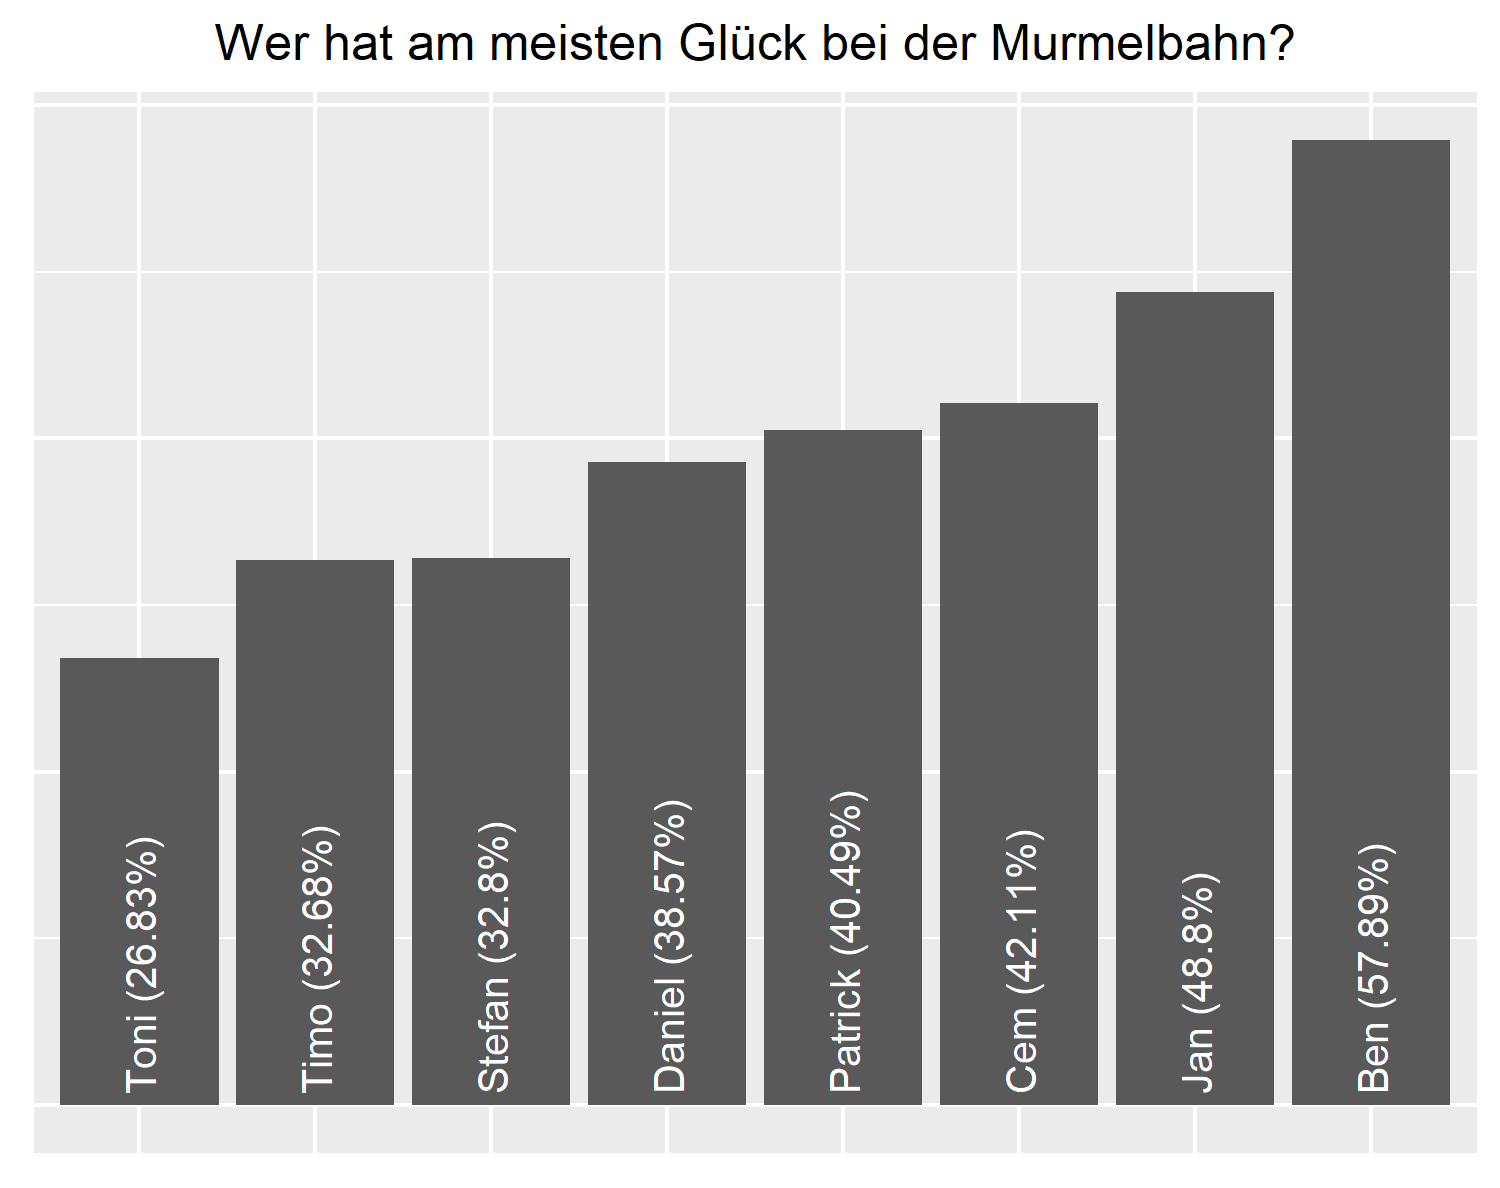 Wer hat am meisten Glück bei der Murmelbahn?
Toni (26.83%)
Timo (32.68%)
Stefan (32.8%)
Daniel (38.57%)
Patrick (40.49%)
Cem (42.11%)
Jan (48.8%)
Ben (57.89%)